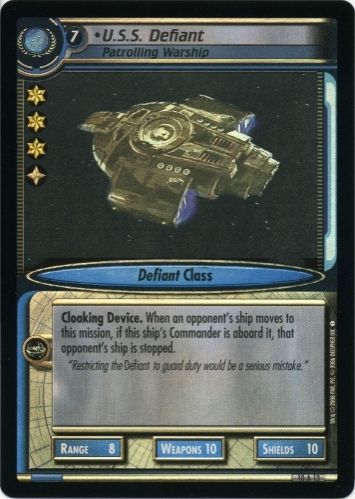 7
•U.S.S. Defiant
Patrolling Warship
Defiant Class
Cloaking Device. When an opponent's ship moves to
this mission, if this ship's Commander is aboard it, that
opponent's ship is stopped.
"Restricting the Defiant to guard duty would be a serious mistake."
RANGE 8
WEAPONS 10
SHIELDS 10